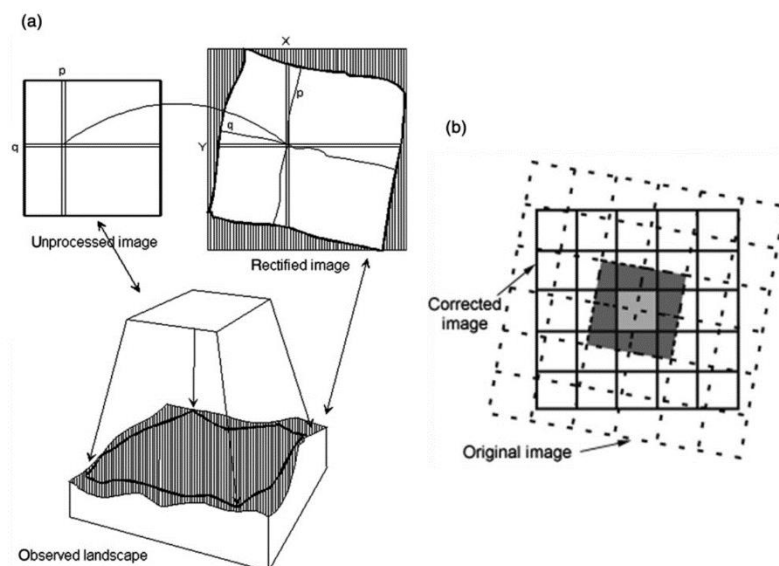 (a)
p
q
Unprocessed image
X
p
q
Y
Rectified image
Observed landscape
(b)
Corrected
image
Original image